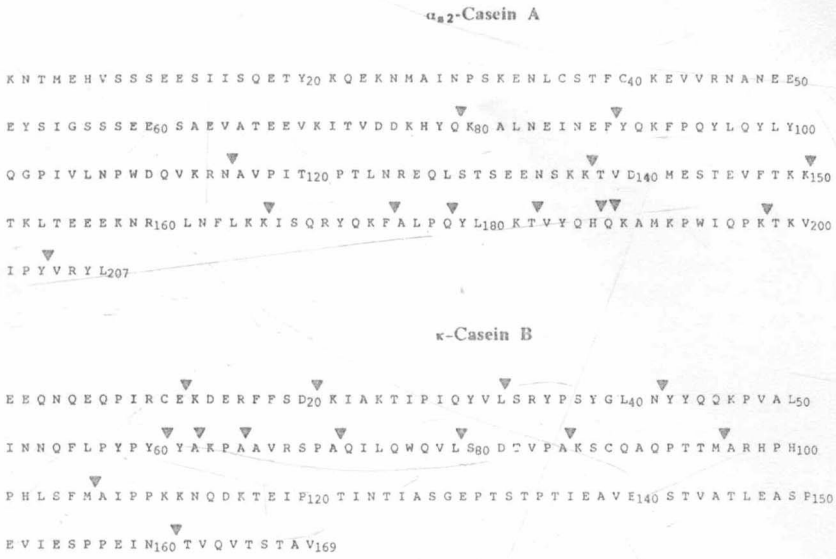 αs2-Casein A
K N T M E H V S S S E E S I I S Q E T Y20 K Q E K N M A I N P S K E N L C S T F C40 K E V V R N A N E E50
E Y S I G S S S E E60 S A E V A T E E V K I T V D D K H Y Q K80 A L N E I N E F Y Q K F P Q Y L Q Y L Y100
Q G P I V L N P W D Q V K R N A V P I T120 P T L N R E Q L S T S E E N S K K T V D140 M E S T E V F T K K150
T K L T E E E K N R160 L N F L K K I S Q R Y Q K F A L P Q Y L180 K T V Y Q H Q K A M K P W I Q P K T K V200
I P Y V R Y L207
κ-Casein B
E E Q N Q E Q P I R C E K D E R F F S D20 K I A K T I P I Q Y V L S R Y P S Y G L40 N Y Y Q Q K P V A L50
I N N Q F L P Y P Y60 Y A K P A A V R S P A Q I L Q W Q V L S80 D T V P A K S C Q A Q P T T M A R H P H100
P H L S F M A I P P K K N Q D K T E I P120 T I N T I A S G E P T S T P T I E A V E140 S T V A T L E A S P150
E V I E S P P E I N160 T V Q V T S T A V169